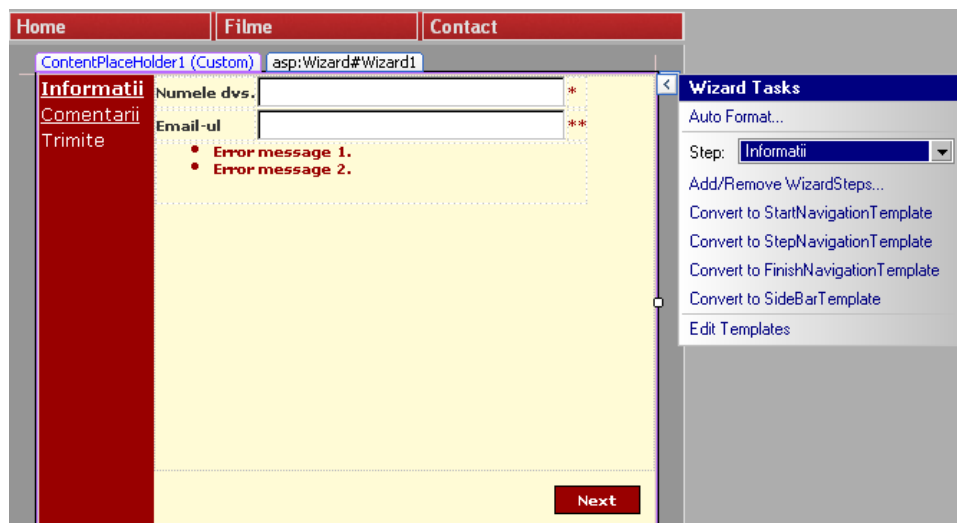 Home Filme Contact
ContentPlaceHolder1 (Custom) asp:Wizard#Wizard1
Informatii
Comentarii
Trimite
Numele dvs. *
Email-ul **
Error message 1.
Error message 2.
Next
Wizard Tasks
Auto Format...
Step: Informatii
Add/Remove WizardSteps...
Convert to StartNavigationTemplate
Convert to StepNavigationTemplate
Convert to FinishNavigationTemplate
Convert to SideBarTemplate
Edit Templates